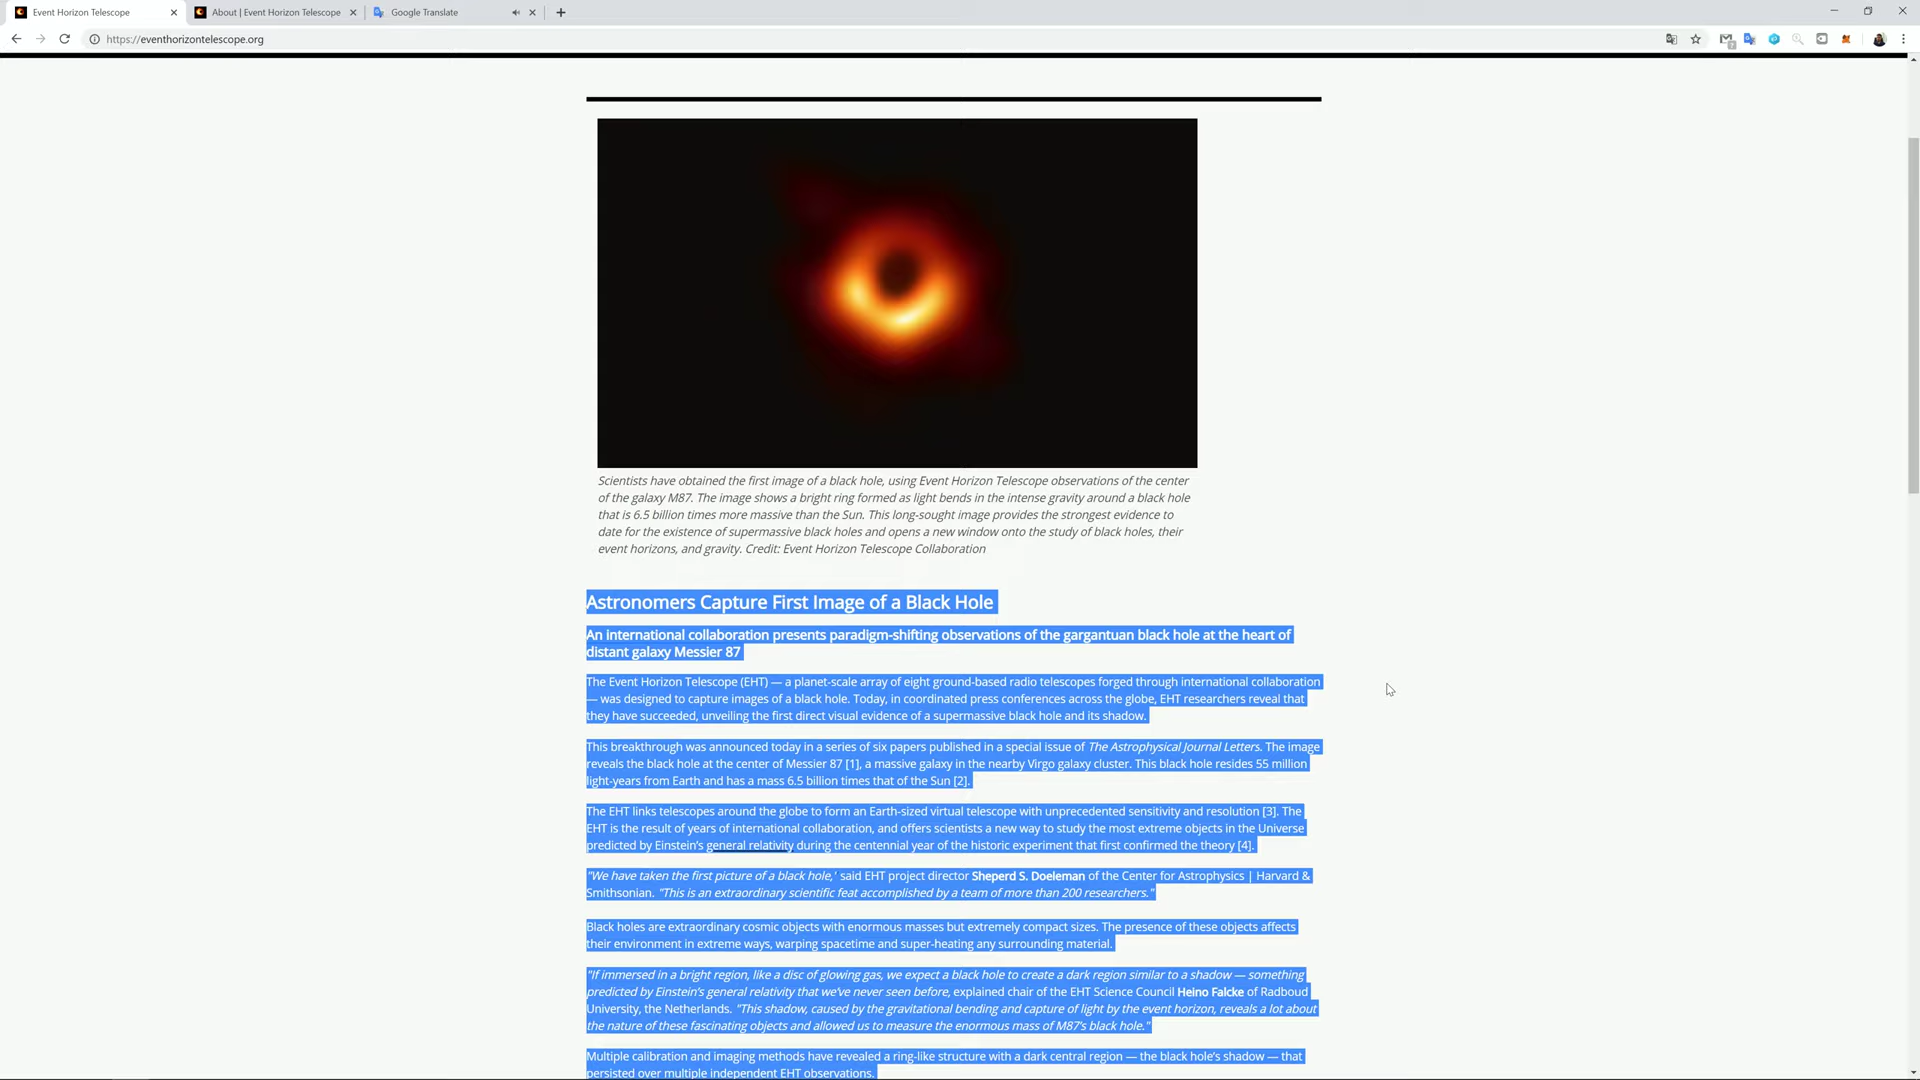 Event Horizon Telescope
About | Event Horizon Telescope
Google Translate
https://eventhorizontelescope.org
Scientists have obtained the first image of a black hole, using Event Horizon Telescope observations of the center
of the galaxy M87. The image shows a bright ring formed as light bends in the intense gravity around a black hole
that is 6.5 billion times more massive than the Sun. This long-sought image provides the strongest evidence to
date for the existence of supermassive black holes and opens a new window onto the study of black holes, their
event horizons, and gravity. Credit: Event Horizon Telescope Collaboration
Astronomers Capture First Image of a Black Hole
An international collaboration presents paradigm-shifting observations of the gargantuan black hole at the heart of
distant galaxy Messier 87
The Event Horizon Telescope (EHT) — a planet-scale array of eight ground-based radio telescopes forged through international collaboration
— was designed to capture images of a black hole. Today, in coordinated press conferences across the globe, EHT researchers reveal that
they have succeeded, unveiling the first direct visual evidence of a supermassive black hole and its shadow.
This breakthrough was announced today in a series of six papers published in a special issue of The Astrophysical Journal Letters. The image
reveals the black hole at the center of Messier 87 [1], a massive galaxy in the nearby Virgo galaxy cluster. This black hole resides 55 million
light-years from Earth and has a mass 6.5 billion times that of the Sun [2].
The EHT links telescopes around the globe to form an Earth-sized virtual telescope with unprecedented sensitivity and resolution [3]. The
EHT is the result of years of international collaboration, and offers scientists a new way to study the most extreme objects in the Universe
predicted by Einstein's general relativity during the centennial year of the historic experiment that first confirmed the theory [4].
"We have taken the first picture of a black hole,' said EHT project director Sheperd S. Doeleman of the Center for Astrophysics | Harvard &
Smithsonian. "This is an extraordinary scientific feat accomplished by a team of more than 200 researchers."
Black holes are extraordinary cosmic objects with enormous masses but extremely compact sizes. The presence of these objects affects
their environment in extreme ways, warping spacetime and super-heating any surrounding material.
"If immersed in a bright region, like a disc of glowing gas, we expect a black hole to create a dark region similar to a shadow — something
predicted by Einstein's general relativity that we've never seen before, explained chair of the EHT Science Council Heino Falcke of Radboud
University, the Netherlands. "This shadow, caused by the gravitational bending and capture of light by the event horizon, reveals a lot about
the nature of these fascinating objects and allowed us to measure the enormous mass of M87's black hole."
Multiple calibration and imaging methods have revealed a ring-like structure with a dark central region — the black hole's shadow — that
persisted over multiple independent EHT observations.